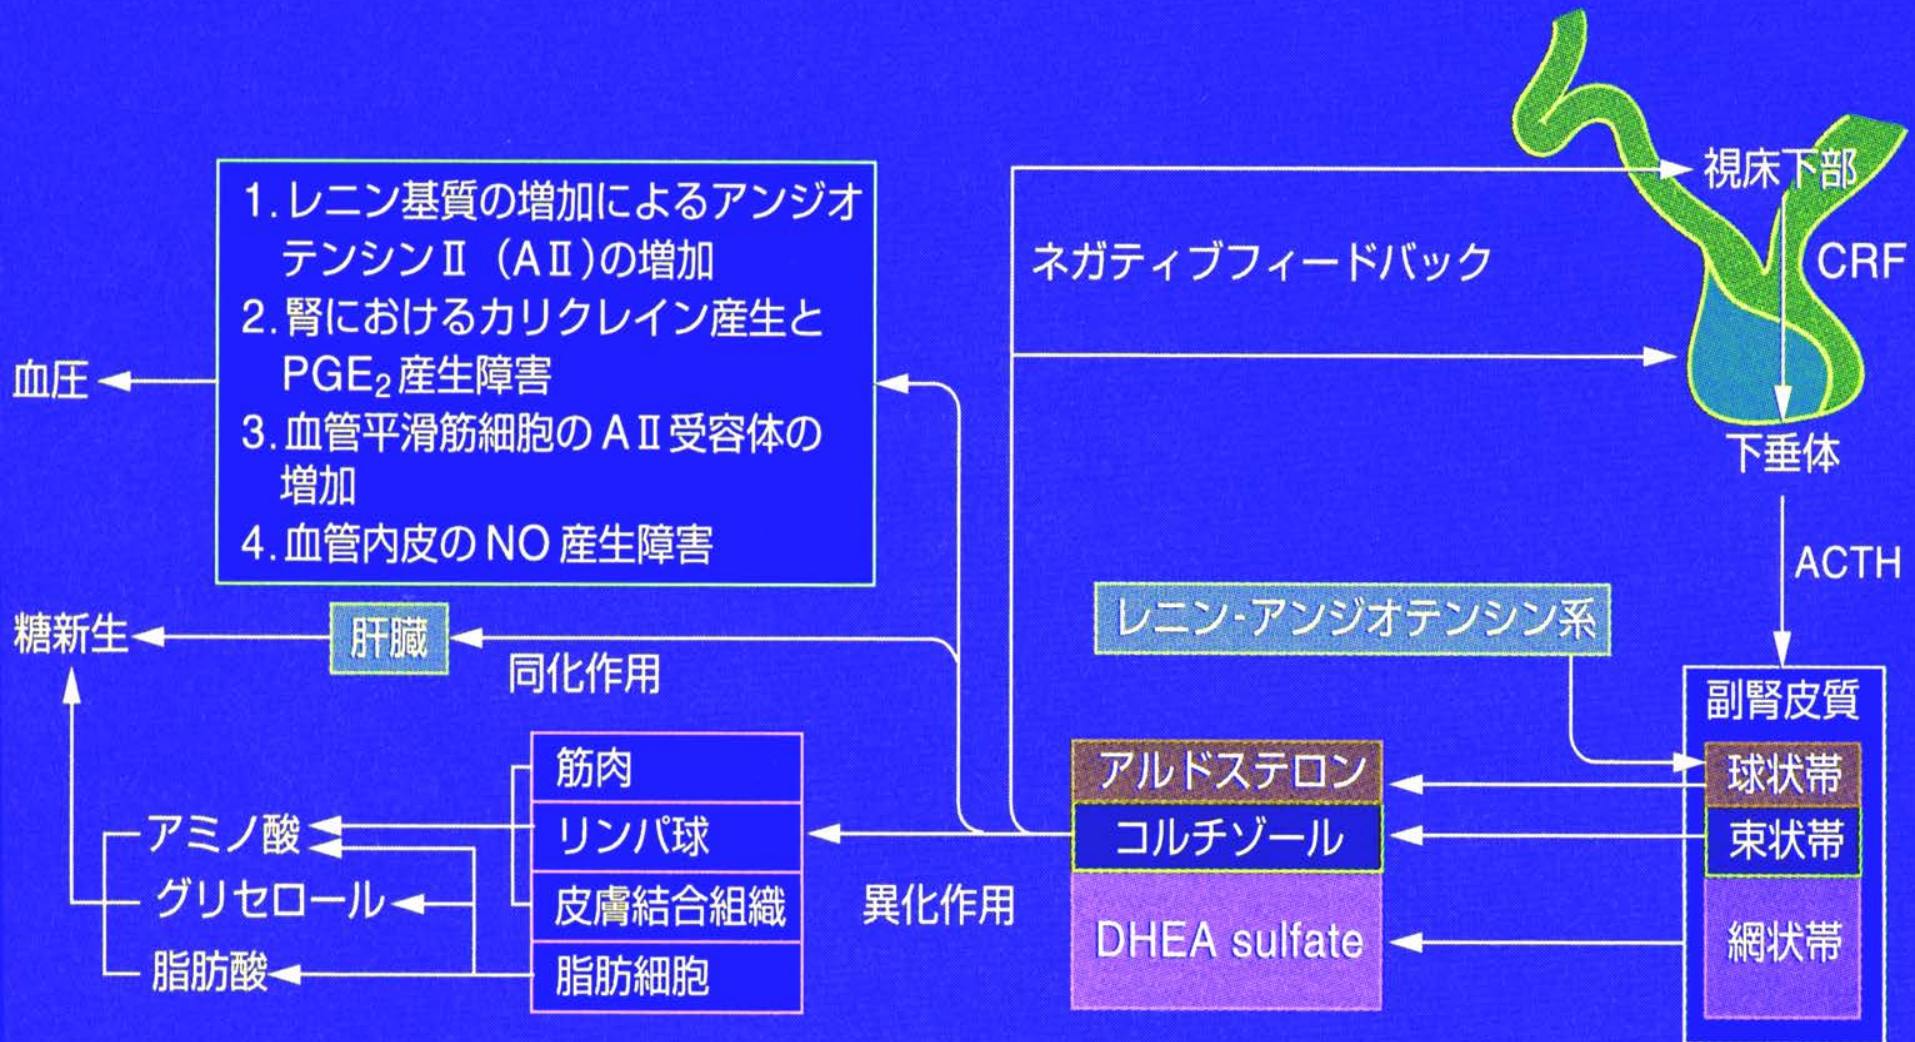 1. レニン基質の増加によるアンジオ
テンシンⅡ（AⅡ）の増加
2. 腎におけるカリクレイン産生と
PGE₂産生障害
3. 血管平滑筋細胞のAⅡ受容体の
増加
4. 血管内皮のNO産生障害
血圧
ネガティブフィードバック
視床下部
CRF
下垂体
ACTH
糖新生
肝臓
同化作用
レニン-アンジオテンシン系
副腎皮質
筋肉
リンパ球
皮膚結合組織
脂肪細胞
アミノ酸
グリセロール
脂肪酸
異化作用
アルドステロン
コルチゾール
DHEA sulfate
球状帯
束状帯
網状帯